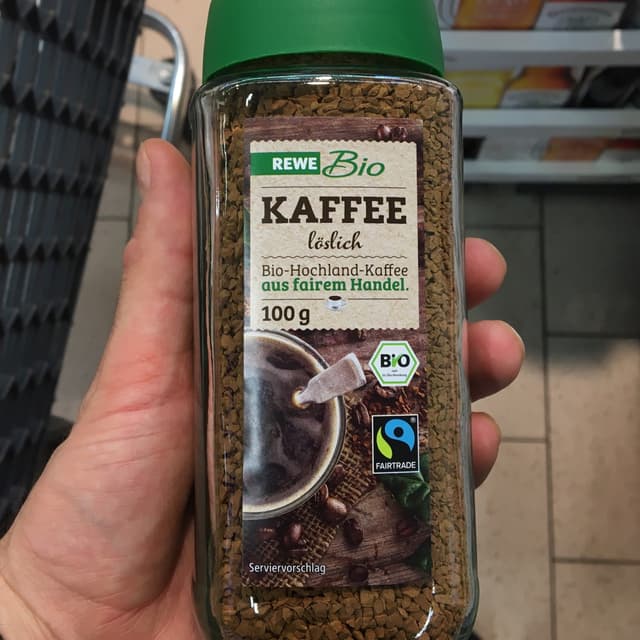 REWE Bio
KAFFEE
löslich
Bio-Hochland-Kaffee
aus fairem Handel.
100 g
BIO
FAIRTRADE
Serviervorschlag